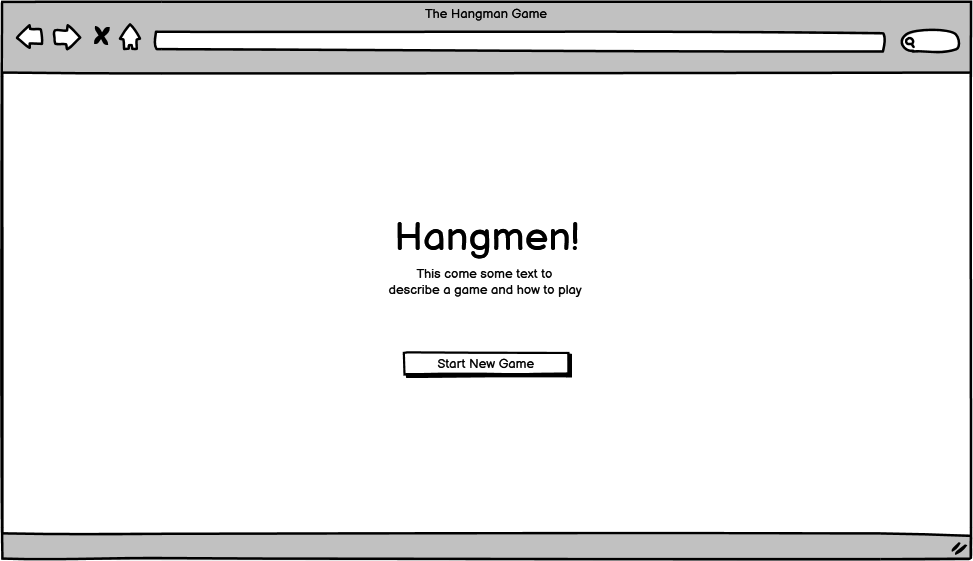 The Hangman Game
Hangmen!
This come some text to
describe a game and how to play
Start New Game